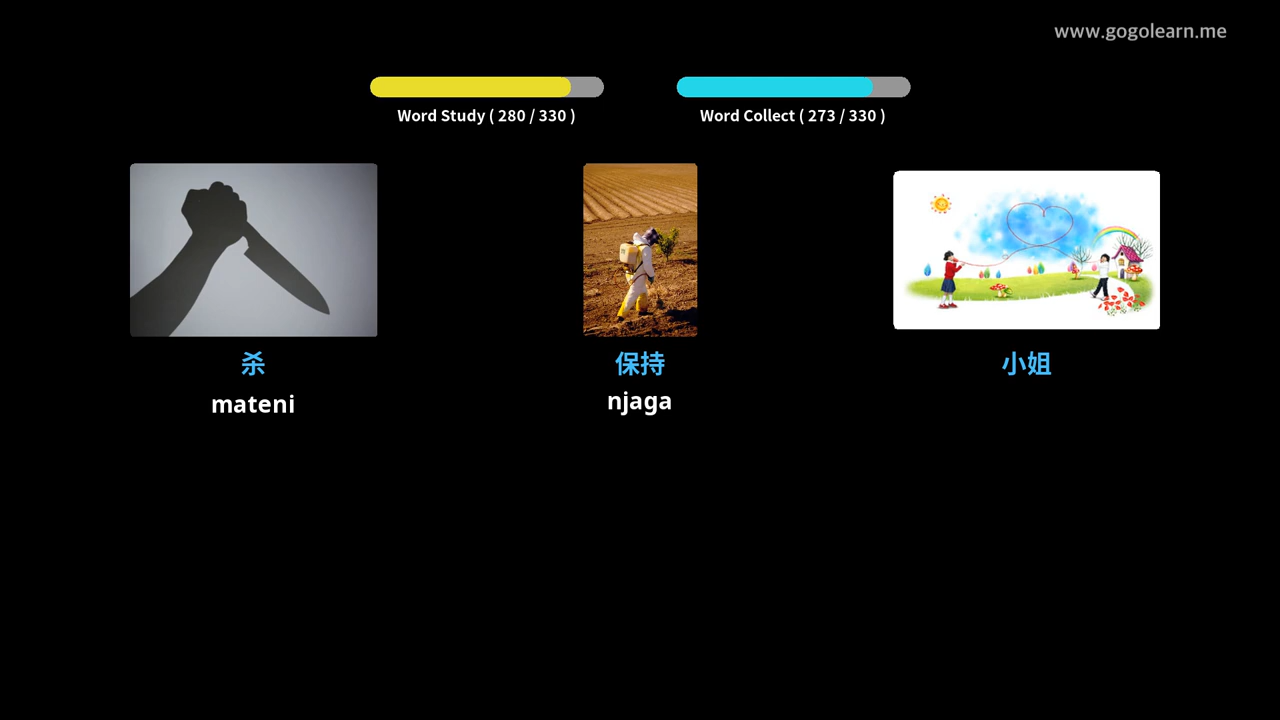 www.gogolearn.me
Word Study ( 280 / 330 )
Word Collect ( 273 / 330 )
杀
保持
小姐
mateni
njaga